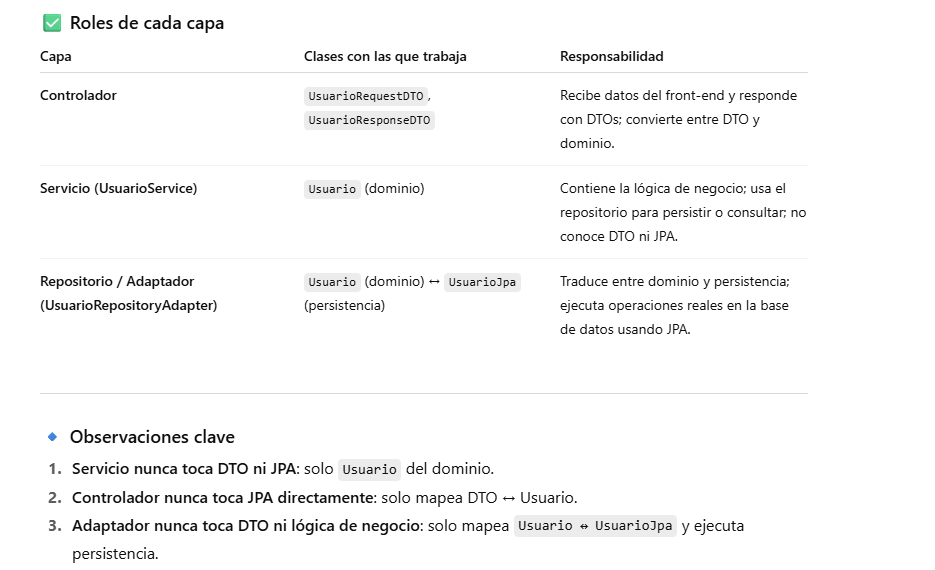 ✅ Roles de cada capa
Capa Clases con las que trabaja Responsabilidad
Controlador UsuarioRequestDTO, Recibe datos del front-end y responde
UsuarioResponseDTO con DTOs; convierte entre DTO y
dominio.
Servicio (UsuarioService) Usuario (dominio) Contiene la lógica de negocio; usa el
repositorio para persistir o consultar; no
conoce DTO ni JPA.
Repositorio / Adaptador Usuario (dominio) ↔ UsuarioJpa Traduce entre dominio y persistencia;
(UsuarioRepositoryAdapter) (persistencia) ejecuta operaciones reales en la base
de datos usando JPA.
🔹 Observaciones clave
1. Servicio nunca toca DTO ni JPA: solo Usuario del dominio.
2. Controlador nunca toca JPA directamente: solo mapea DTO ↔ Usuario.
3. Adaptador nunca toca DTO ni lógica de negocio: solo mapea Usuario ↔ UsuarioJpa y ejecuta
persistencia.